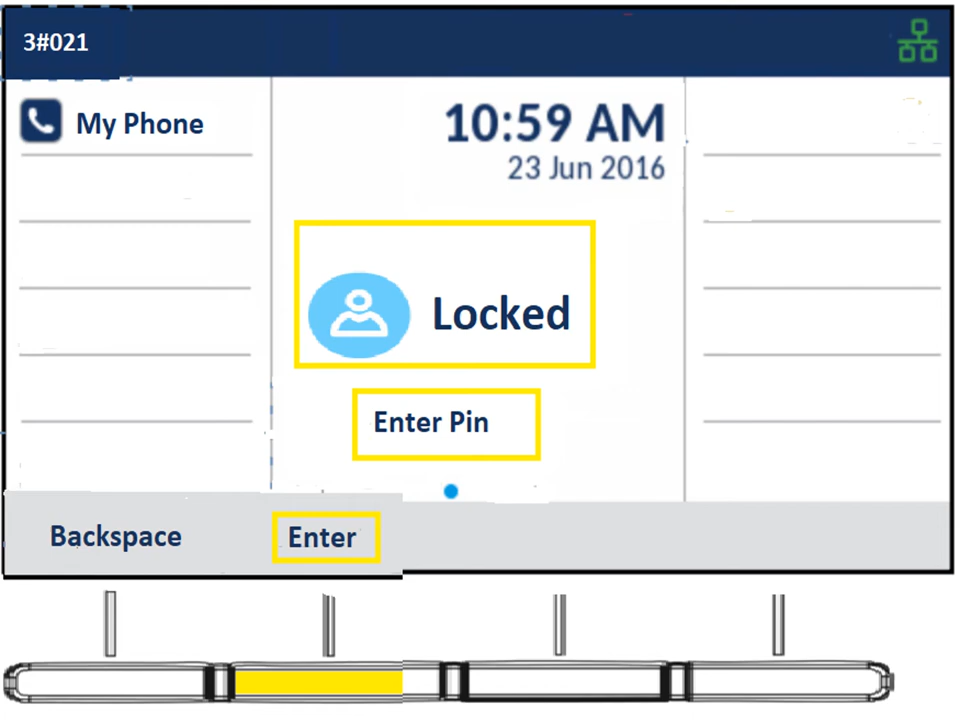 3#021
My Phone
10:59 AM
23 Jun 2016
Locked
Enter Pin
Backspace
Enter